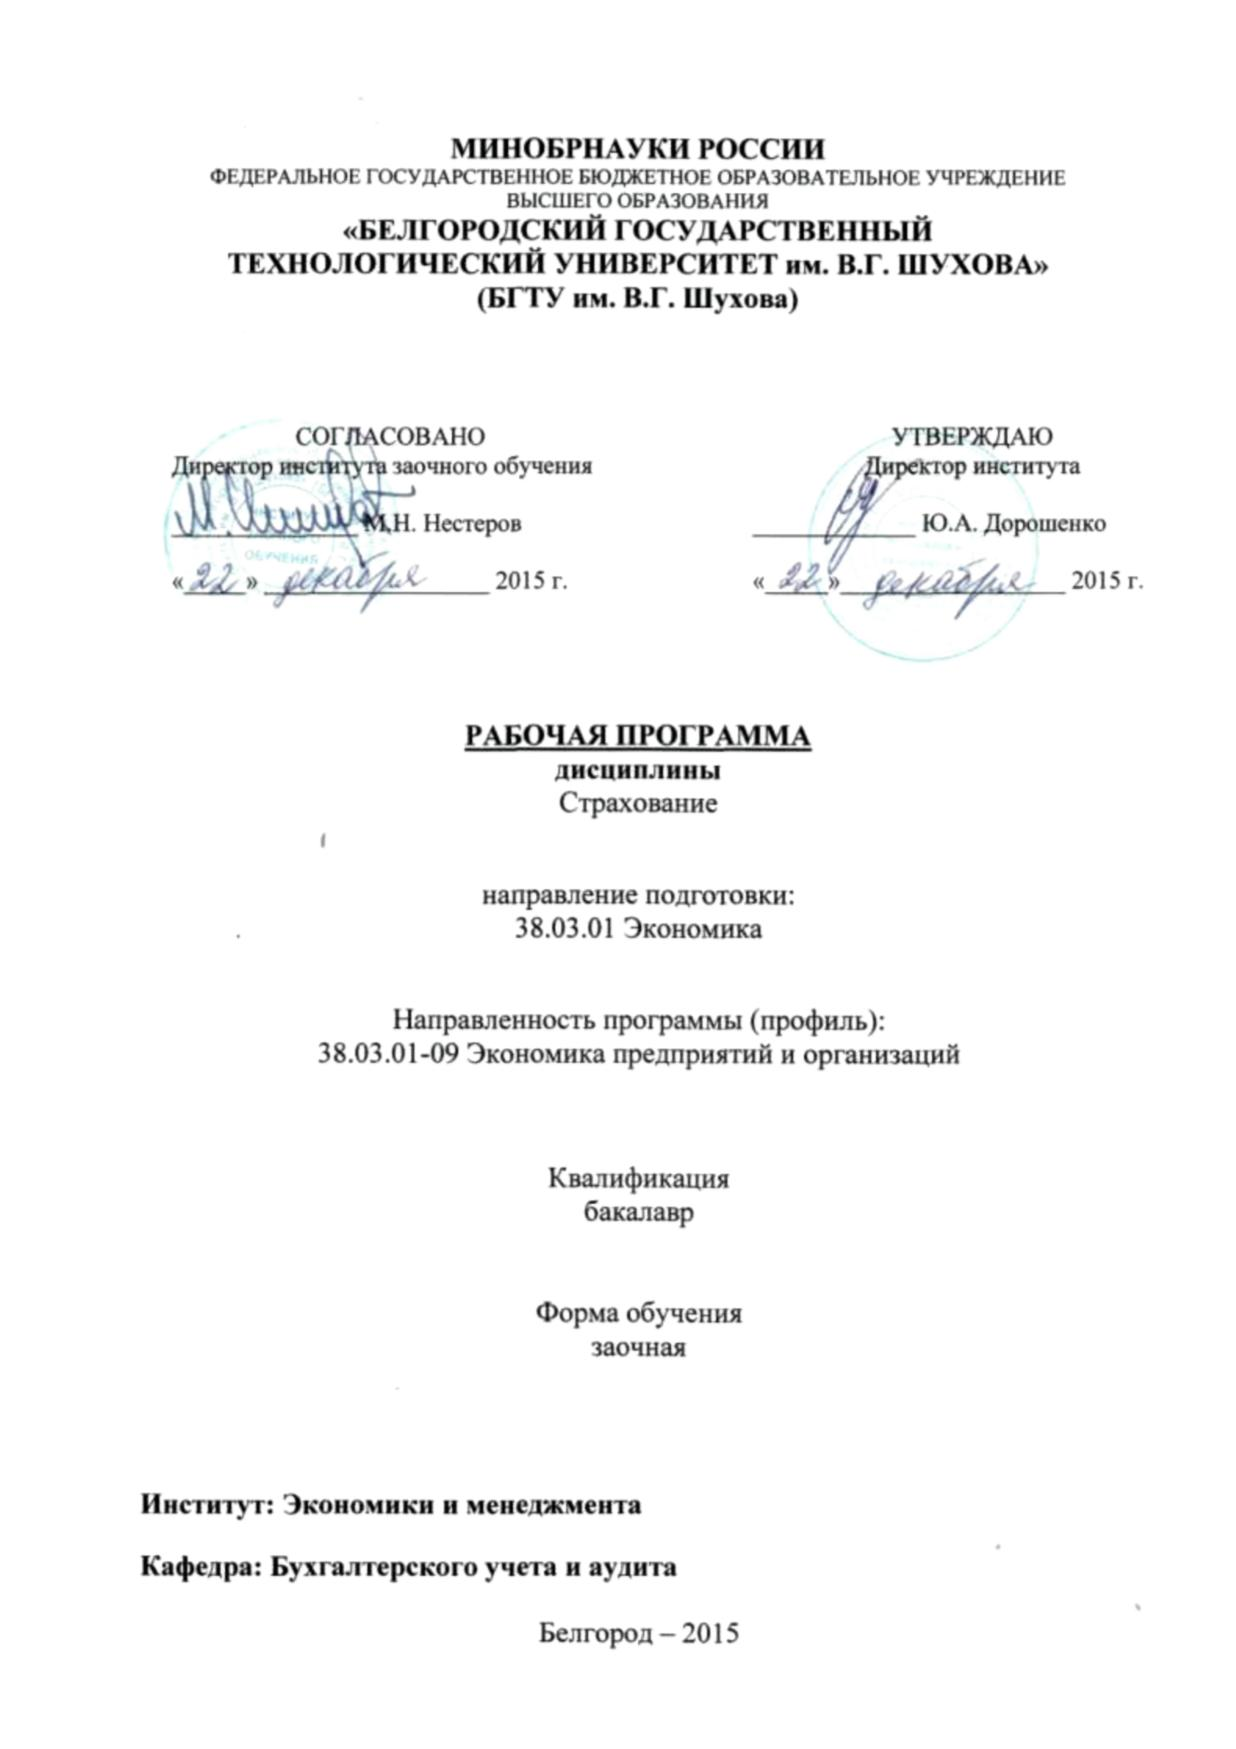 МИНОБРНАУКИ РОССИИ
ФЕДЕРАЛЬНОЕ ГОСУДАРСТВЕННОЕ БЮДЖЕТНОЕ ОБРАЗОВАТЕЛЬНОЕ УЧРЕЖДЕНИЕ
ВЫСШЕГО ОБРАЗОВАНИЯ
«БЕЛГОРОДСКИЙ ГОСУДАРСТВЕННЫЙ
ТЕХНОЛОГИЧЕСКИЙ УНИВЕРСИТЕТ им. В.Г. ШУХОВА»
(БГТУ им. В.Г. Шухова)
СОГЛАСОВАНО
Директор института заочного обучения
М.Н. Нестеров
ОБУЧЕНИЯ
«22» декабря 2015 г.
УТВЕРЖДАЮ
Директор института
Ю.А. Дорошенко
«22» декабря 2015 г.
РАБОЧАЯ ПРОГРАММА
дисциплины
Страхование
направление подготовки:
38.03.01 Экономика
Направленность программы (профиль):
38.03.01-09 Экономика предприятий и организаций
Квалификация
бакалавр
Форма обучения
заочная
Институт: Экономики и менеджмента
Кафедра: Бухгалтерского учета и аудита
Белгород – 2015